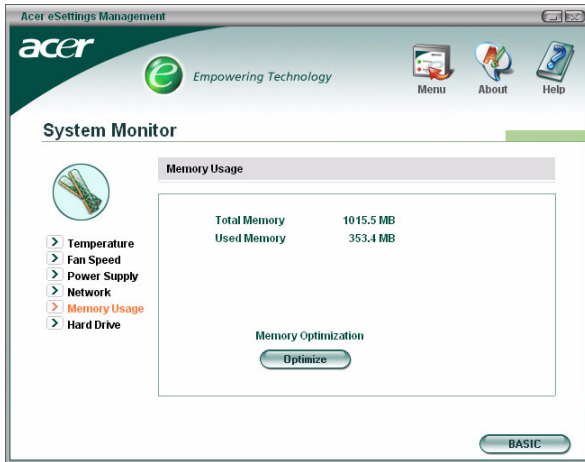 Acer eSettings Management
acer
Empowering Technology
Menu
About
Help
System Monitor
Memory Usage
Total Memory 1015.5 MB
Used Memory 353.4 MB
Temperature
Fan Speed
Power Supply
Network
Memory Usage
Hard Drive
Memory Optimization
Optimize
BASIC